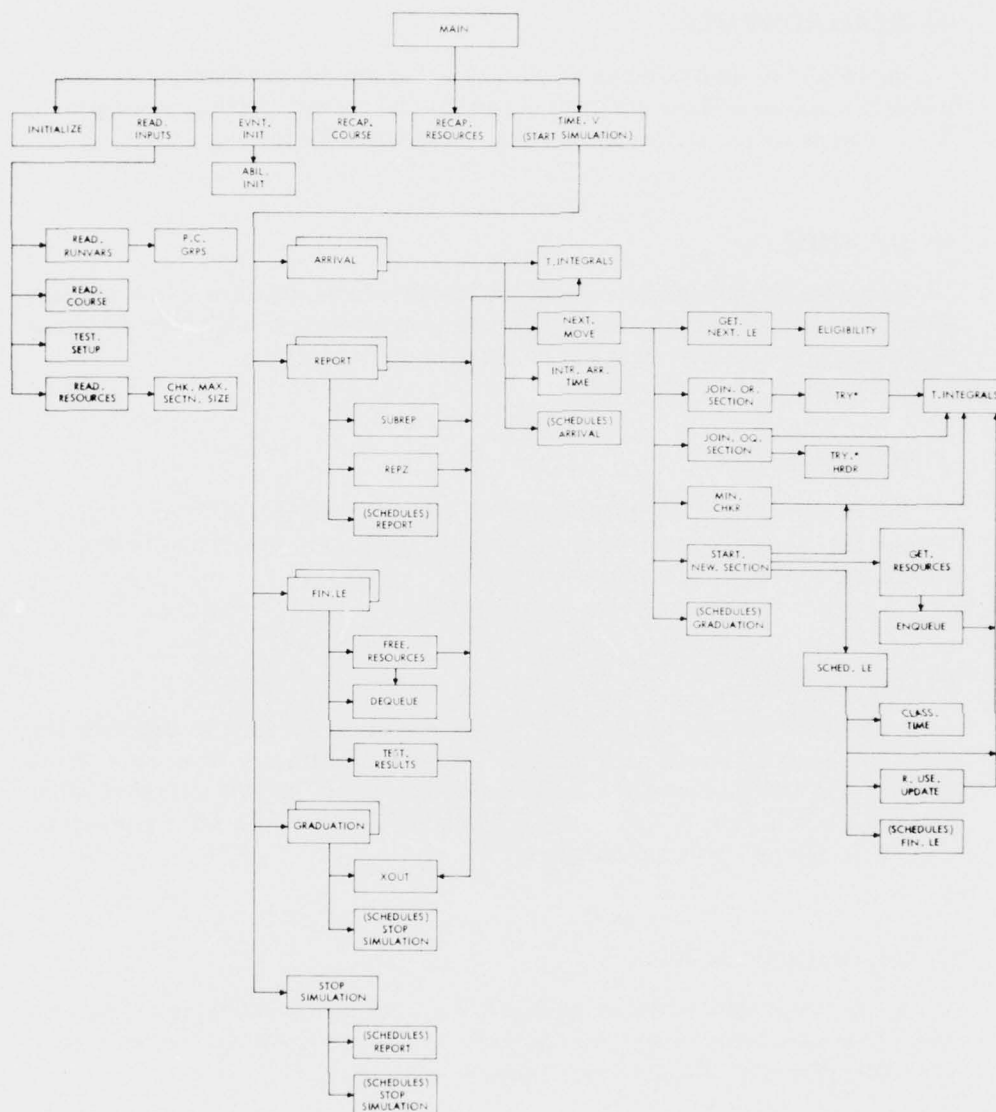 MAIN
INITIALIZE
READ.
INPUTS
EVNT.
INIT
RECAP.
COURSE
RECAP.
RESOURCES
TIME. V
(START SIMULATION)
ABIL.
INIT
READ.
RUNVARS
P.C.
GRPS
READ.
COURSE
TEST.
SETUP
READ.
RESOURCES
CHK. MAX.
SECTN. SIZE
ARRIVAL
T.INTEGRALS
NEXT.
MOVE
INTR. ARR.
TIME
(SCHEDULES)
ARRIVAL
GET.
NEXT. LE
ELIGIBILITY
JOIN. OR.
SECTION
TRY*
T.INTEGRALS
JOIN. OQ.
SECTION
TRY.*
HRDR
MIN.
CHKR
START.
NEW. SECTION
GET.
RESOURCES
(SCHEDULES)
GRADUATION
ENQUEUE
SCHED. LE
CLASS.
TIME
R. USE.
UPDATE
(SCHEDULES)
FIN. LE
REPORT
SUBREP
REPZ
(SCHEDULES)
REPORT
FIN.LE
FREE.
RESOURCES
DEQUEUE
TEST.
RESULTS
GRADUATION
XOUT
(SCHEDULES)
STOP
SIMULATION
STOP
SIMULATION
(SCHEDULES)
REPORT
(SCHEDULES)
STOP
SIMULATION